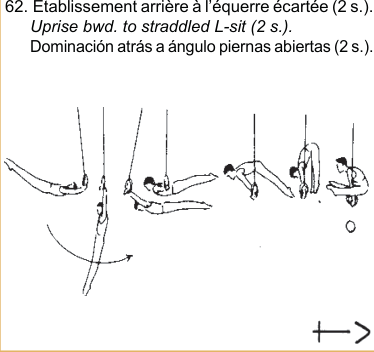 62. Etablissement arrière à l'équerre écartée (2 s.).
Uprise bwd. to straddled L-sit (2 s.).
Dominación atrás a ángulo piernas abiertas (2 s.).